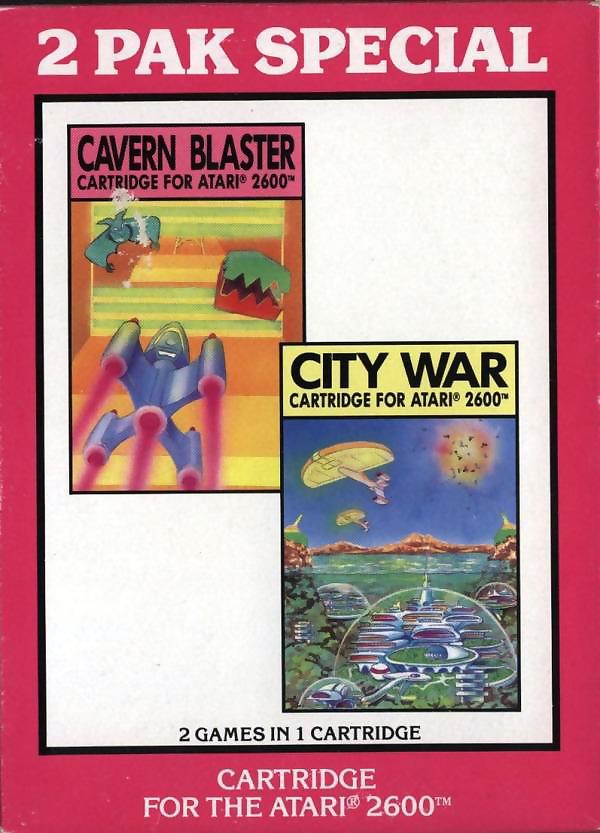 2 PAK SPECIAL
CAVERN BLASTER
CARTRIDGE FOR ATARI® 2600™
CITY WAR
CARTRIDGE FOR ATARI® 2600™
2 GAMES IN 1 CARTRIDGE
CARTRIDGE
FOR THE ATARI® 2600™